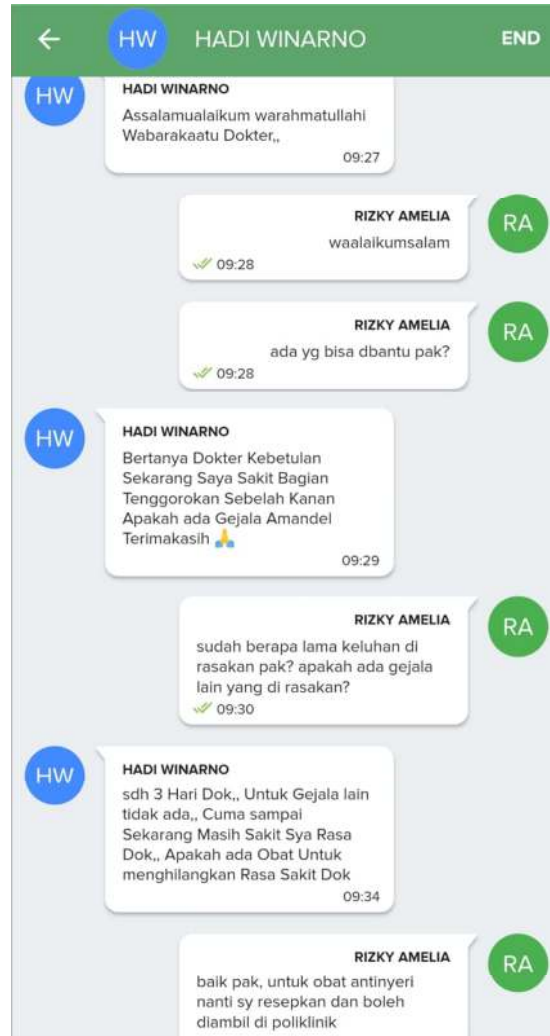 HW HADI WINARNO END
HW
HADI WINARNO
Assalamualaikum warahmatullahi
Wabarakaatu Dokter,,
09:27
RIZKY AMELIA
RA
waalaikumsalam
09:28
RIZKY AMELIA
RA
ada yg bisa dbantu pak?
09:28
HW
HADI WINARNO
Bertanya Dokter Kebetulan
Sekarang Saya Sakit Bagian
Tenggorokan Sebelah Kanan
Apakah ada Gejala Amandel
Terimakasih 🙏
09:29
RIZKY AMELIA
RA
sudah berapa lama keluhan di
rasakan pak? apakah ada gejala
lain yang di rasakan?
09:30
HW
HADI WINARNO
sdh 3 Hari Dok,, Untuk Gejala lain
tidak ada,, Cuma sampai
Sekarang Masih Sakit Sya Rasa
Dok,, Apakah ada Obat Untuk
menghilangkan Rasa Sakit Dok
09:34
RIZKY AMELIA
RA
baik pak, untuk obat antinyeri
nanti sy resepkan dan boleh
diambil di poliklinik